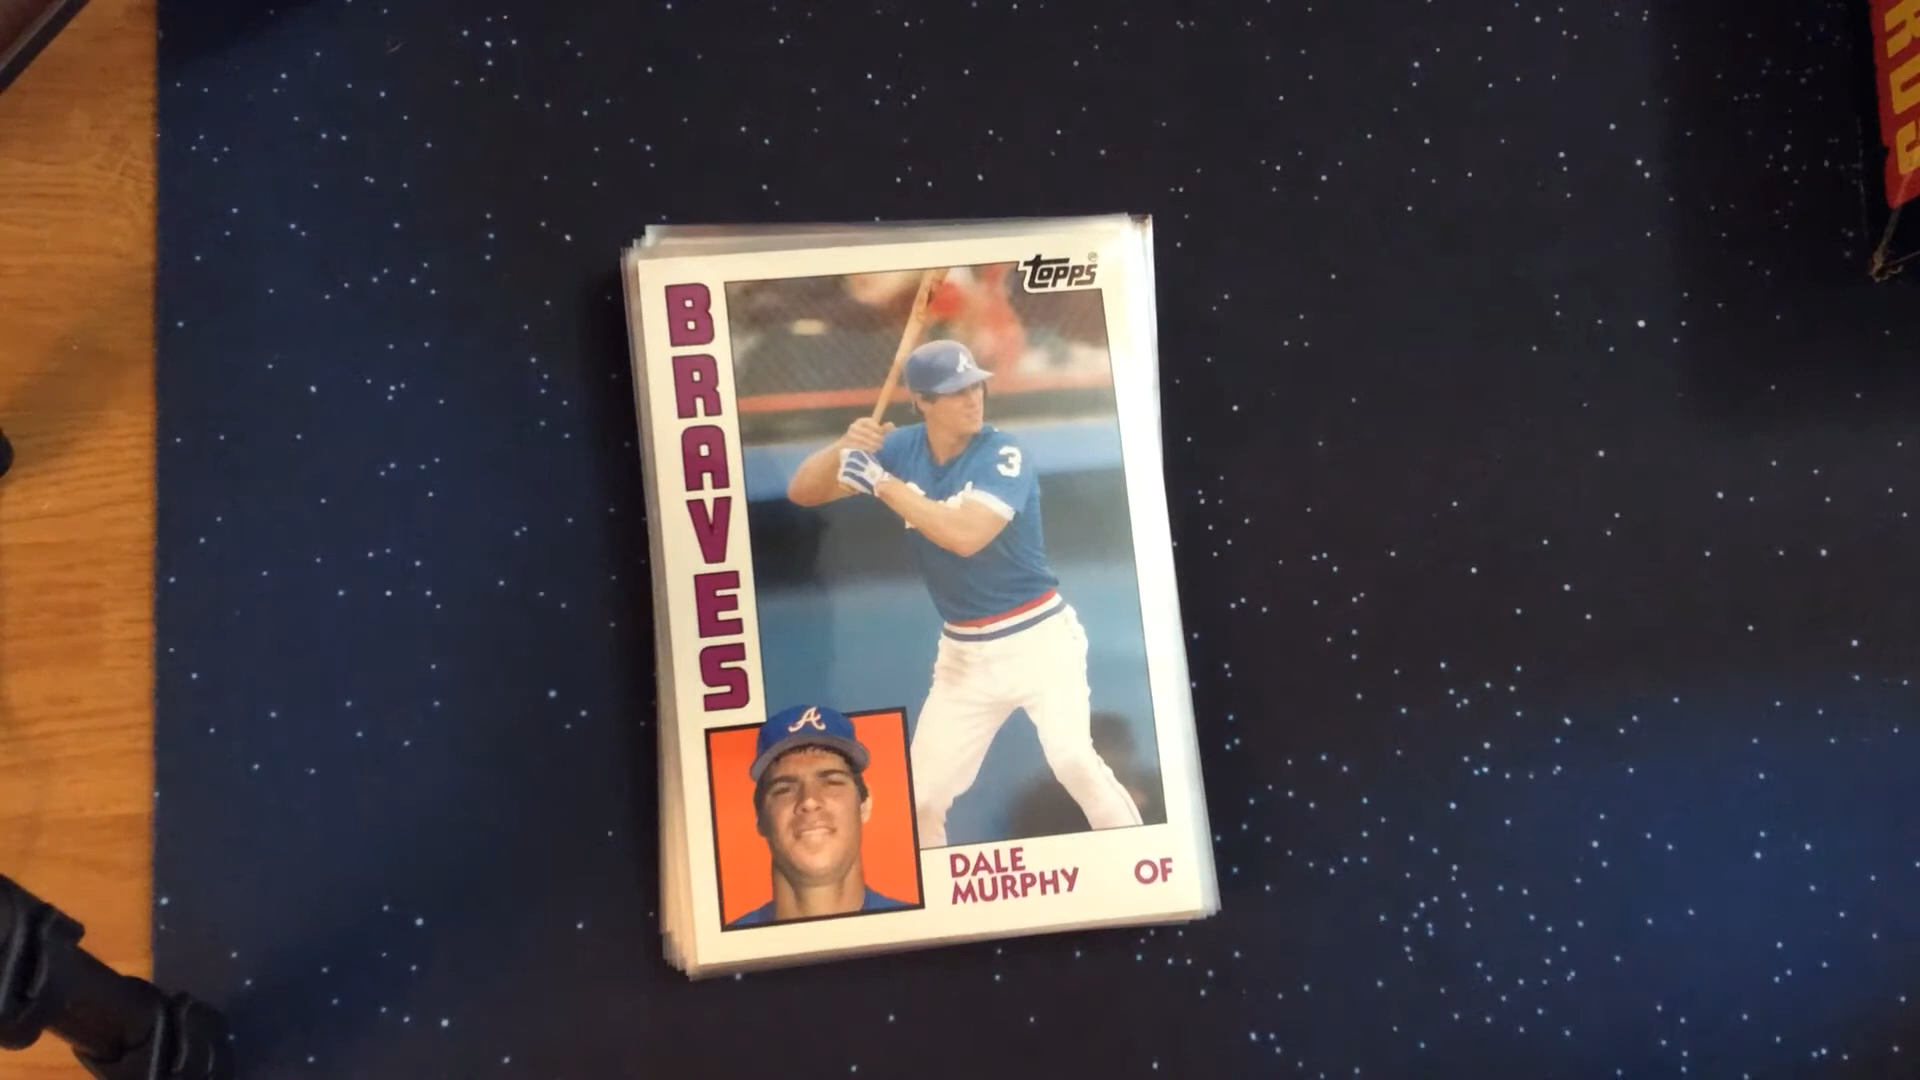 topps
BRAVES
A
3
A
DALE
MURPHY
OF